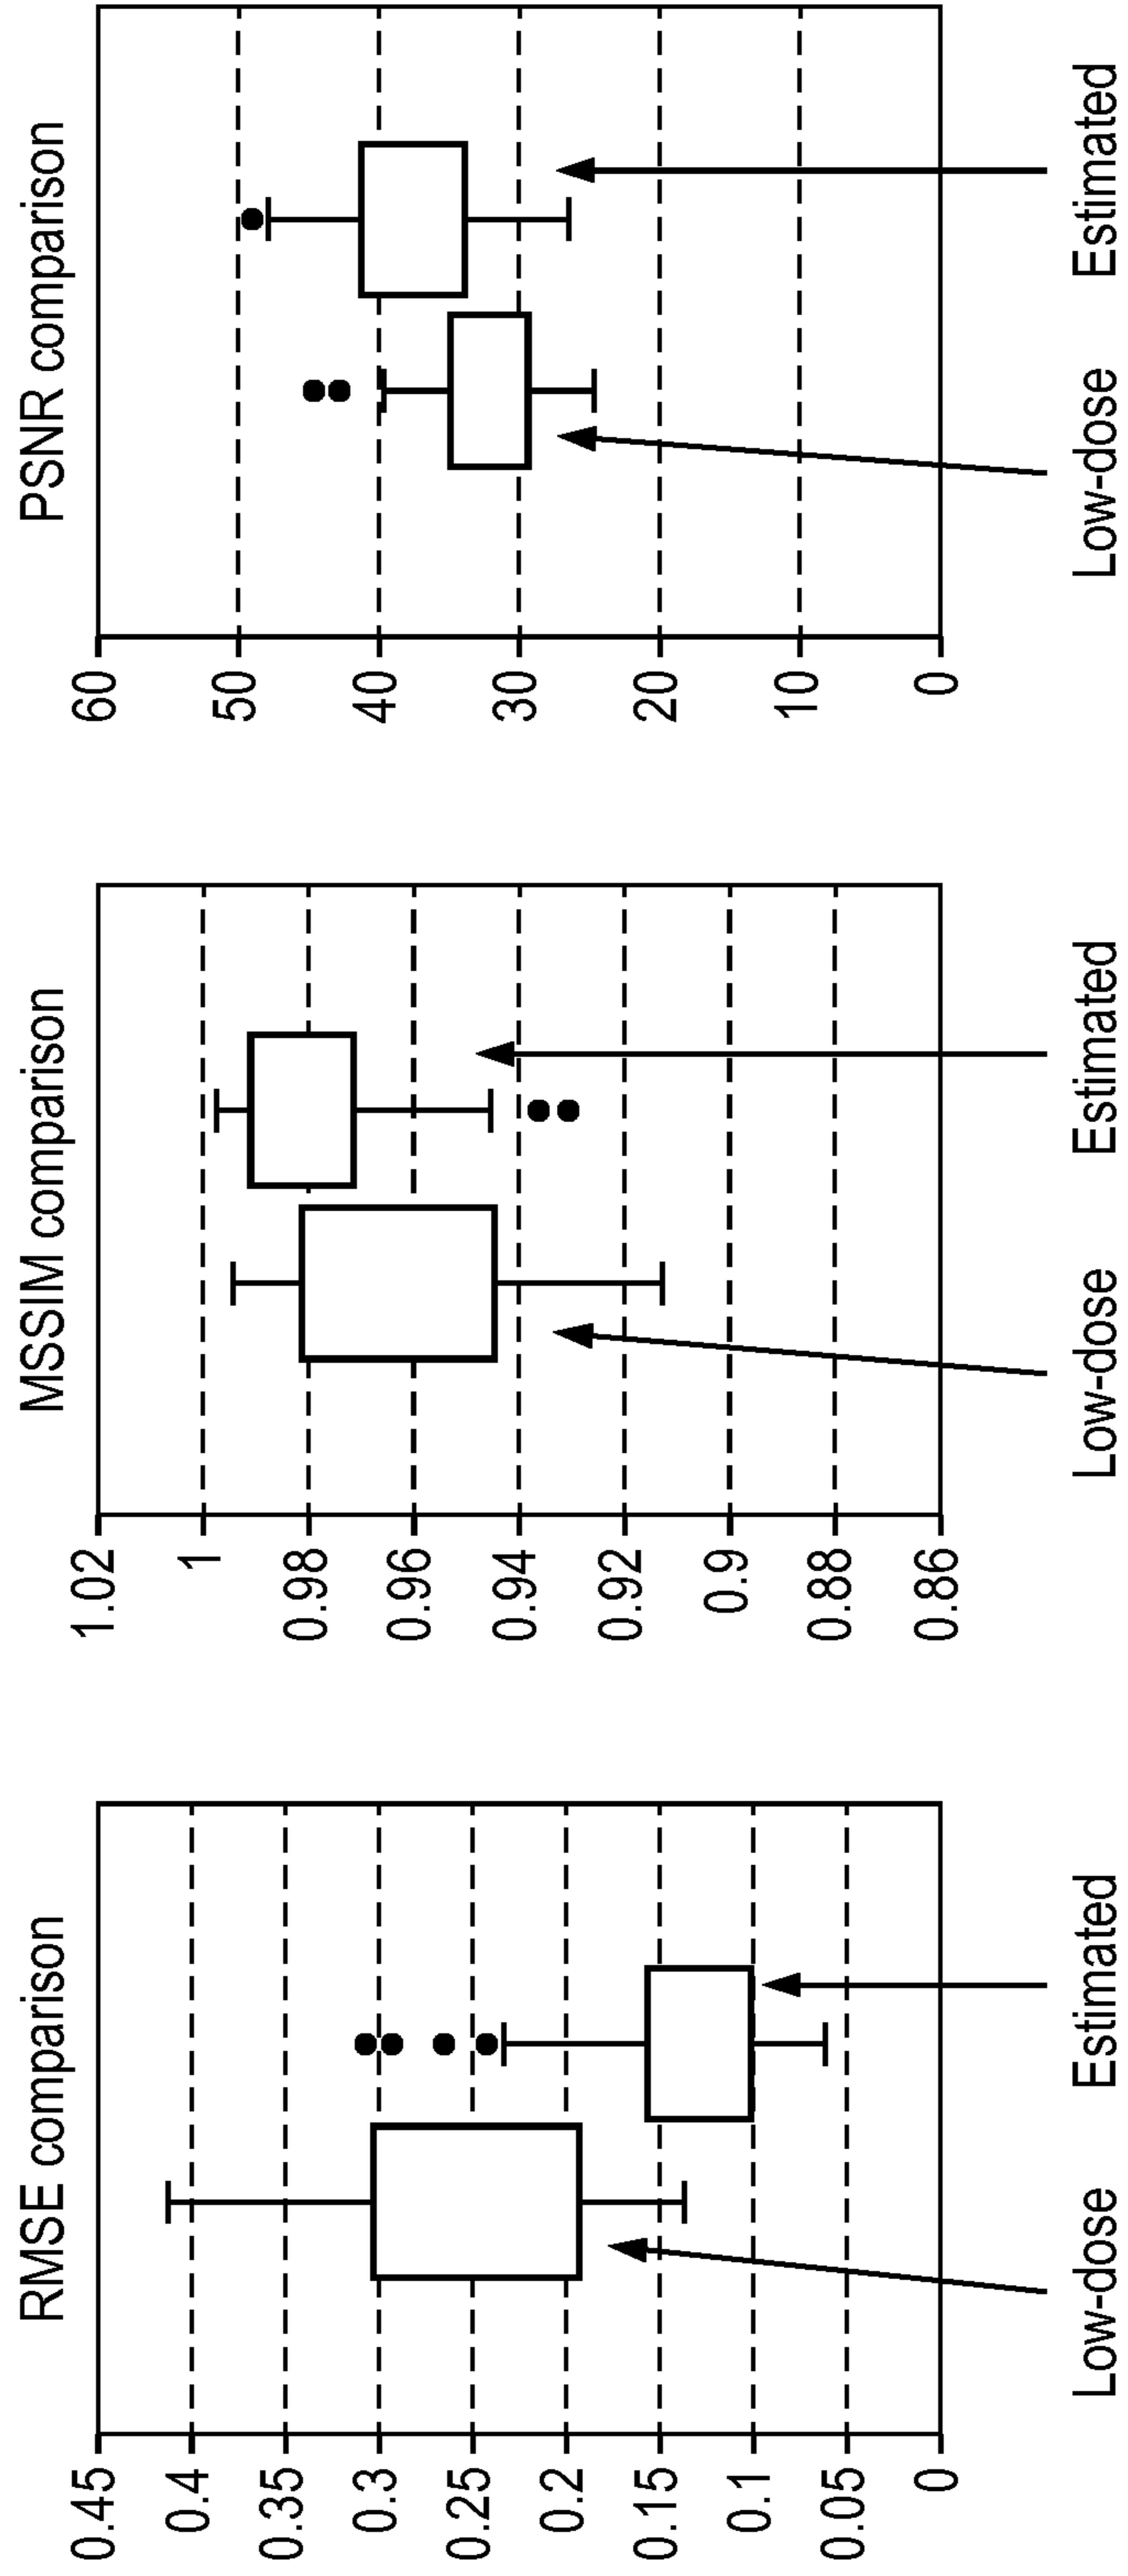 RMSE comparison
0.45
0.4
0.35
0.3
0.25
0.2
0.15
0.1
0.05
0
Low-dose
Estimated
MSSIM comparison
1.02
1
0.98
0.96
0.94
0.92
0.9
0.88
0.86
Low-dose
Estimated
PSNR comparison
60
50
40
30
20
10
0
Low-dose
Estimated